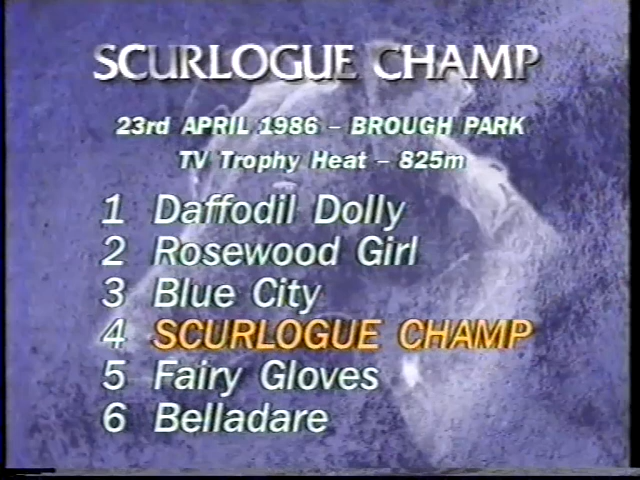 SCURLOGUE CHAMP
23rd APRIL 1986 – BROUGH PARK
TV Trophy Heat – 825m
1 Daffodil Dolly
2 Rosewood Girl
3 Blue City
4 SCURLOGUE CHAMP
5 Fairy Gloves
6 Belladare